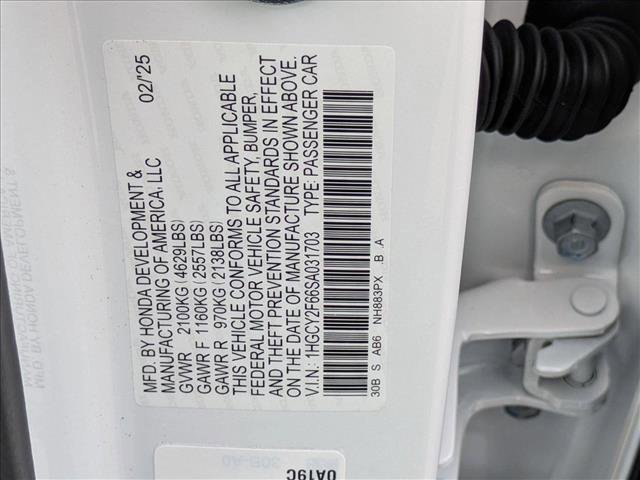 MFD. BY HONDA DEVELOPMENT & 02/'25
MANUFACTURING OF AMERICA, LLC
GVWR 2100KG (4629LBS)
GAWR F 1160KG (2557LBS)
GAWR R 970KG (2138LBS)
THIS VEHICLE CONFORMS TO ALL APPLICABLE
FEDERAL MOTOR VEHICLE SAFETY, BUMPER,
AND THEFT PREVENTION STANDARDS IN EFFECT
ON THE DATE OF MANUFACTURE SHOWN ABOVE.
V.I.N: 1HGCY2F66SA031703 TYPE: PASSENGER CAR
30B S AB6 NH883PX B A
0A19C